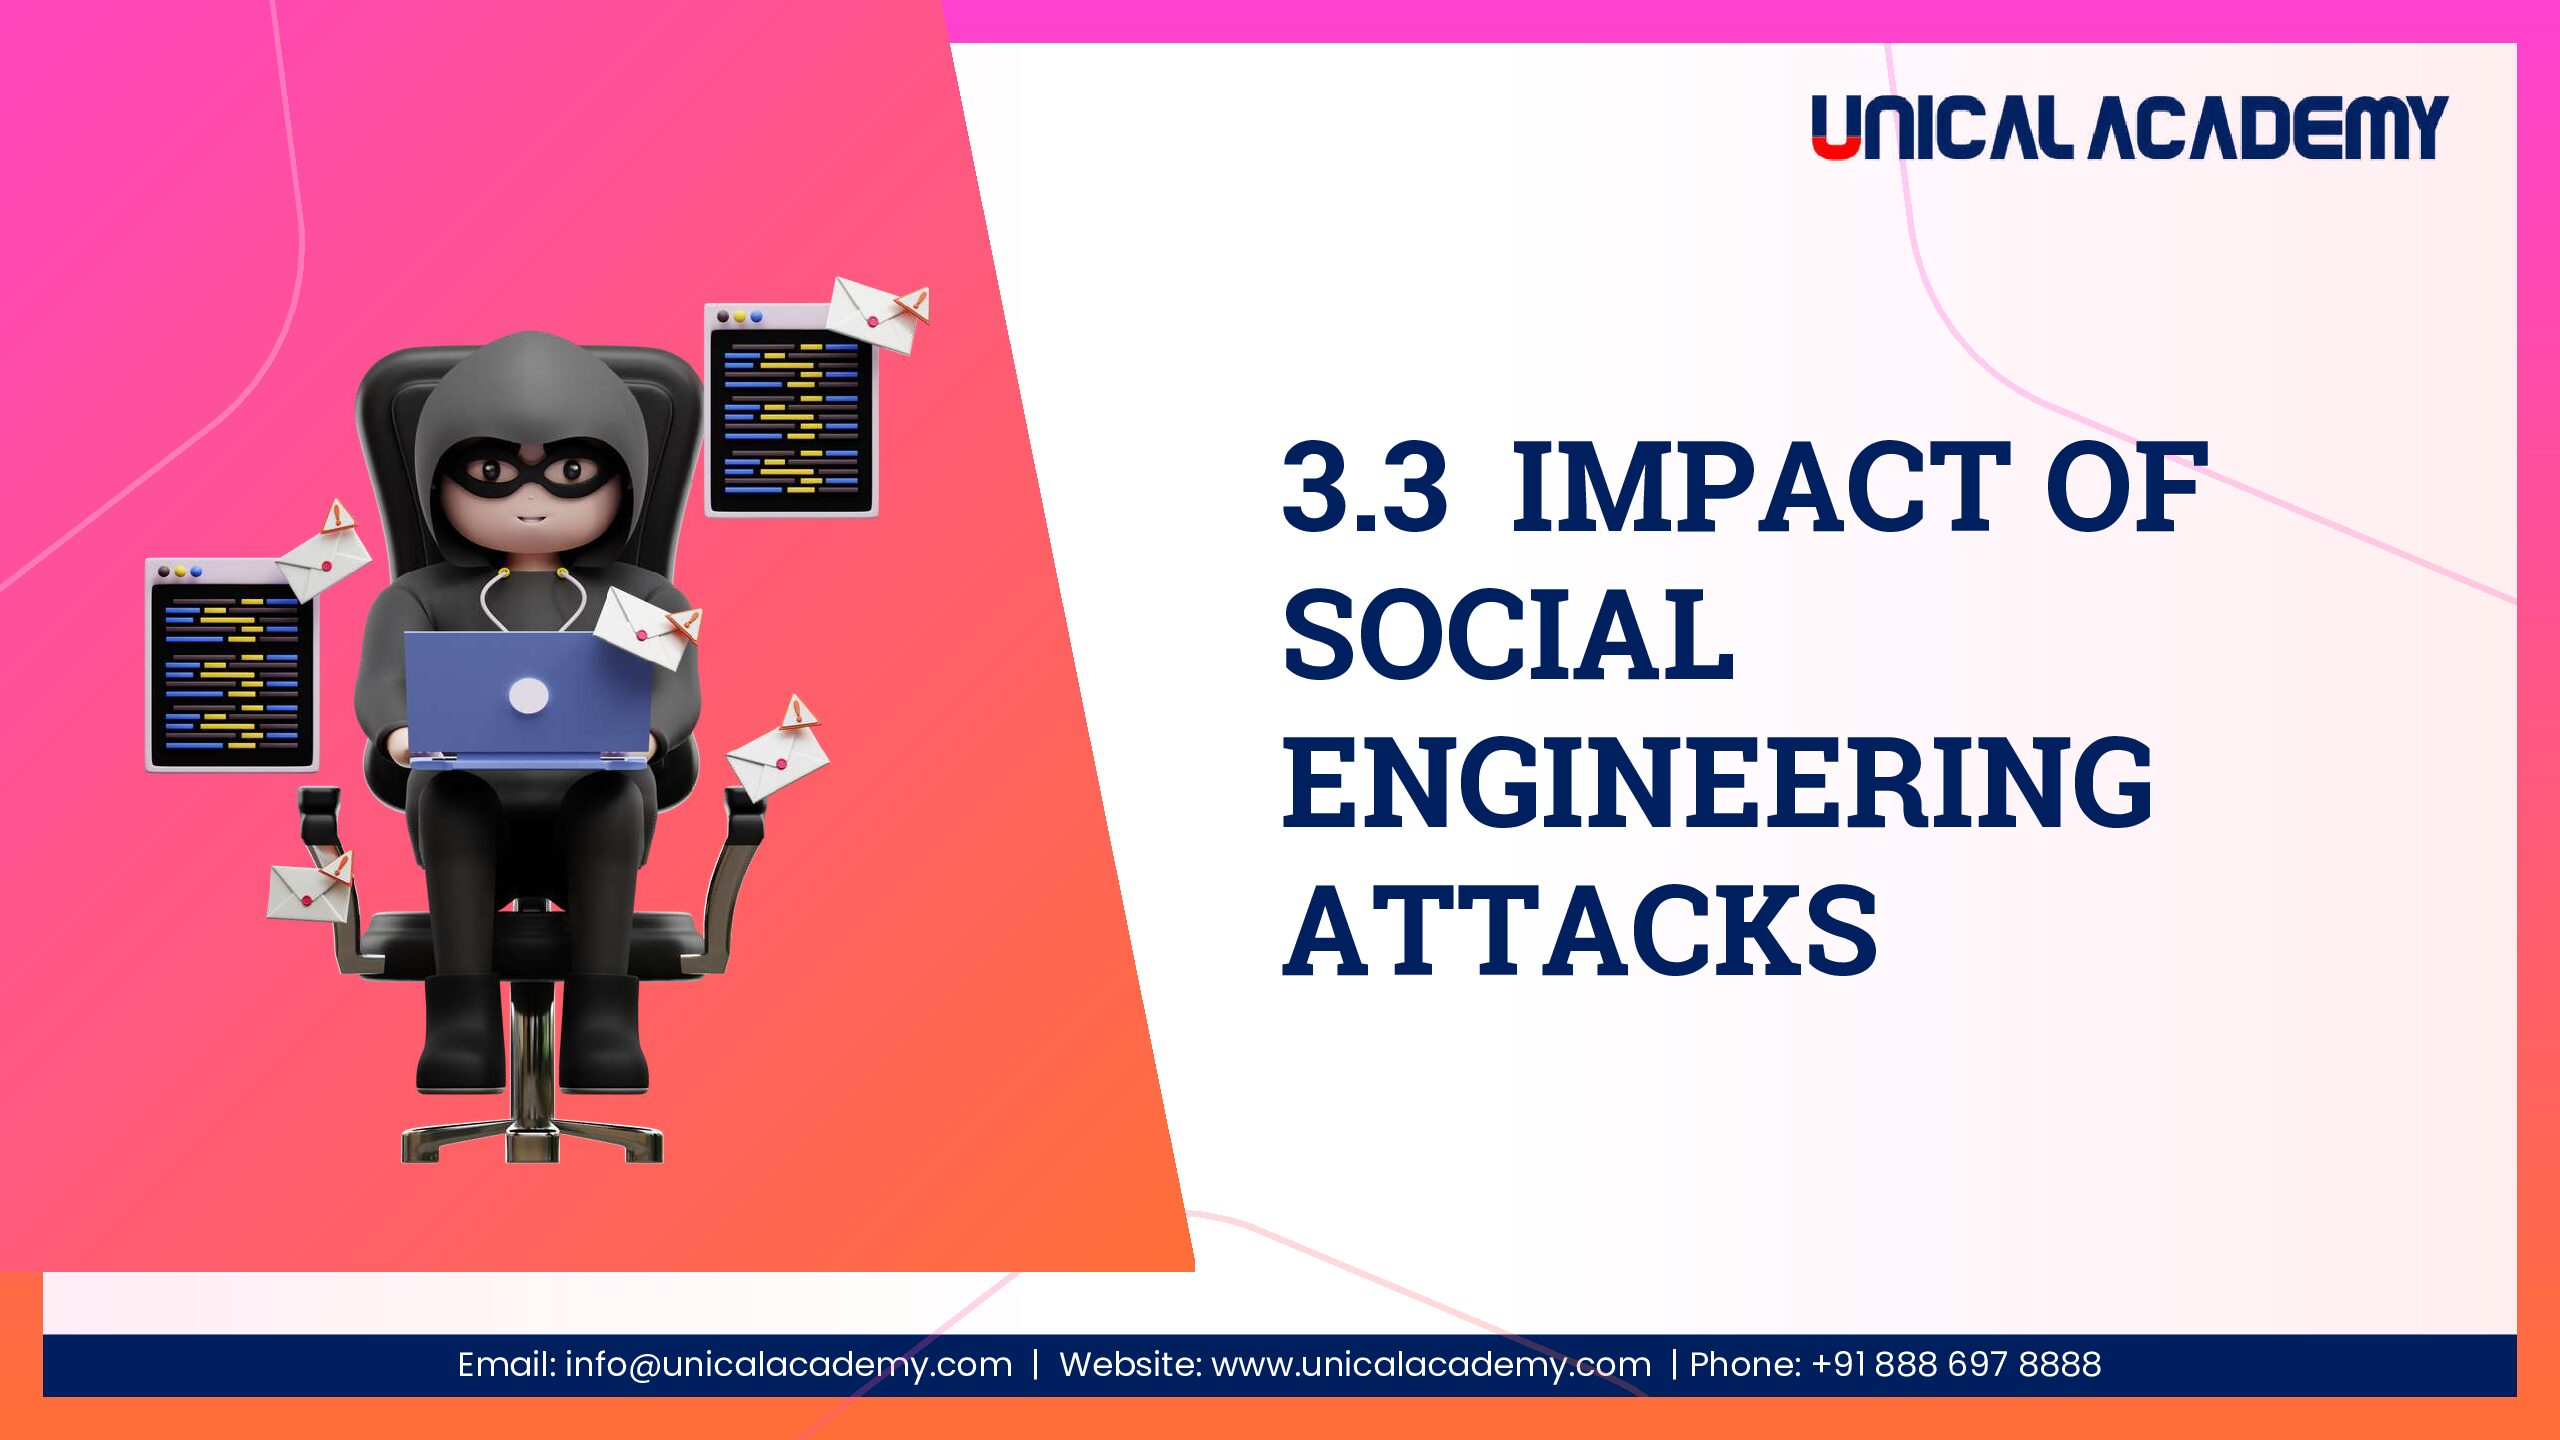 UNICAL ACADEMY
3.3 IMPACT OF
SOCIAL
ENGINEERING
ATTACKS
Email: info@unicalacademy.com | Website: www.unicalacademy.com | Phone: +91 888 697 8888